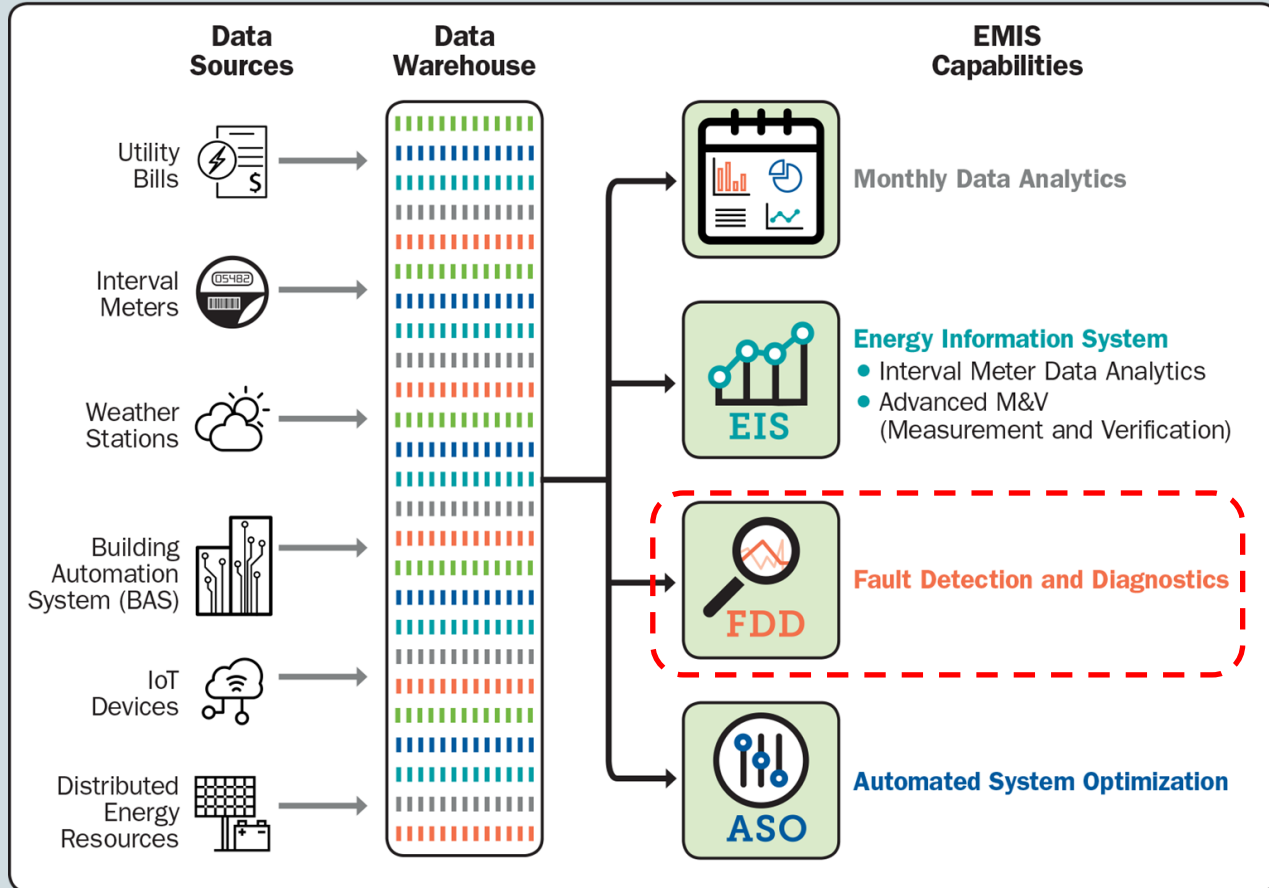 Data
Sources
Data
Warehouse
EMIS
Capabilities
Utility
Bills
$
Interval
Meters
05482
Weather
Stations
Building
Automation
System (BAS)
IoT
Devices
Distributed
Energy
Resources
Monthly Data Analytics
EIS
Energy Information System
• Interval Meter Data Analytics
• Advanced M&V
(Measurement and Verification)
FDD
Fault Detection and Diagnostics
ASO
Automated System Optimization